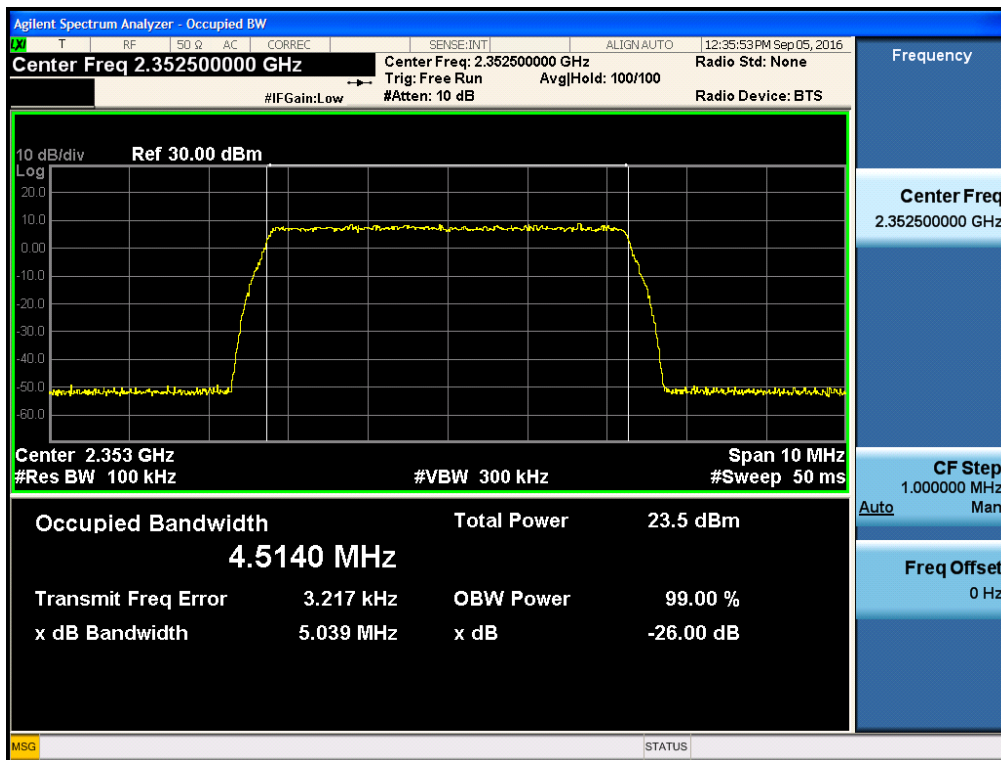 Agilent Spectrum Analyzer - Occupied BW
LXI T RF 50 Ω AC CORREC SENSE:INT ALIGN AUTO 12:35:53 PM Sep 05, 2016
Center Freq 2.352500000 GHz
Center Freq: 2.352500000 GHz
Radio Std: None
Trig: Free Run
Avg|Hold: 100/100
#IFGain:Low
#Atten: 10 dB
Radio Device: BTS
10 dB/div
Ref 30.00 dBm
Log
20.0
10.0
0.00
-10.0
-20.0
-30.0
-40.0
-50.0
-60.0
Center 2.353 GHz
Span 10 MHz
#Res BW 100 kHz
#VBW 300 kHz
#Sweep 50 ms
Occupied Bandwidth
Total Power
23.5 dBm
4.5140 MHz
Transmit Freq Error
3.217 kHz
OBW Power
99.00 %
x dB Bandwidth
5.039 MHz
x dB
-26.00 dB
MSG
STATUS
Frequency
Center Freq
2.352500000 GHz
CF Step
1.000000 MHz
Auto
Man
Freq Offset
0 Hz